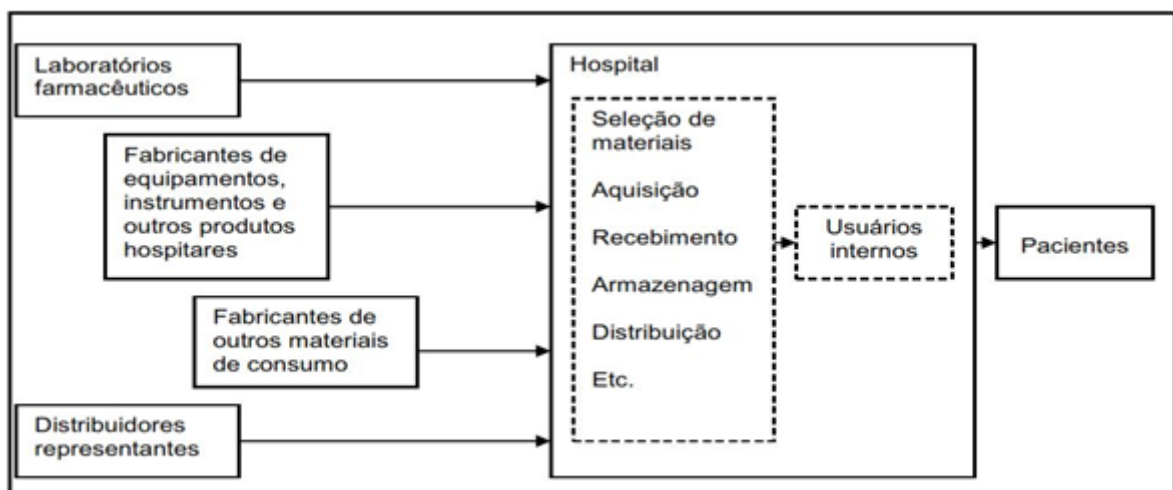 Laboratórios
farmacêuticos
Fabricantes de
equipamentos,
instrumentos e
outros produtos
hospitares
Fabricantes de
outros materiais
de consumo
Distribuidores
representantes
Hospital
Seleção de
materiais
Aquisição
Recebimento
Armazenagem
Distribuição
Etc.
Usuários
internos
Pacientes